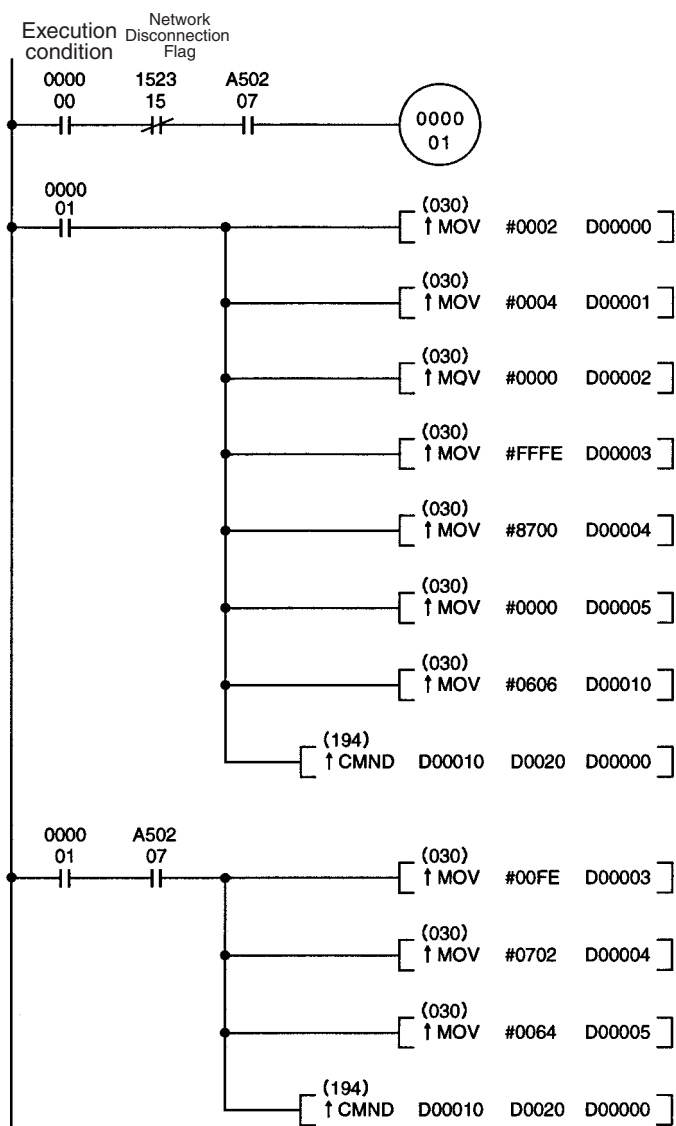 Execution condition
Network Disconnection Flag
0000 00
1523 15
A502 07
0000 01
0000 01
(030)
↑ MOV #0002 D00000
(030)
↑ MOV #0004 D00001
(030)
↑ MOV #0000 D00002
(030)
↑ MOV #FFFE D00003
(030)
↑ MOV #8700 D00004
(030)
↑ MOV #0000 D00005
(030)
↑ MOV #0606 D00010
(194)
↑ CMND D00010 D0020 D00000
0000 01
A502 07
(030)
↑ MOV #00FE D00003
(030)
↑ MOV #0702 D00004
(030)
↑ MOV #0064 D00005
(194)
↑ CMND D00010 D0020 D00000